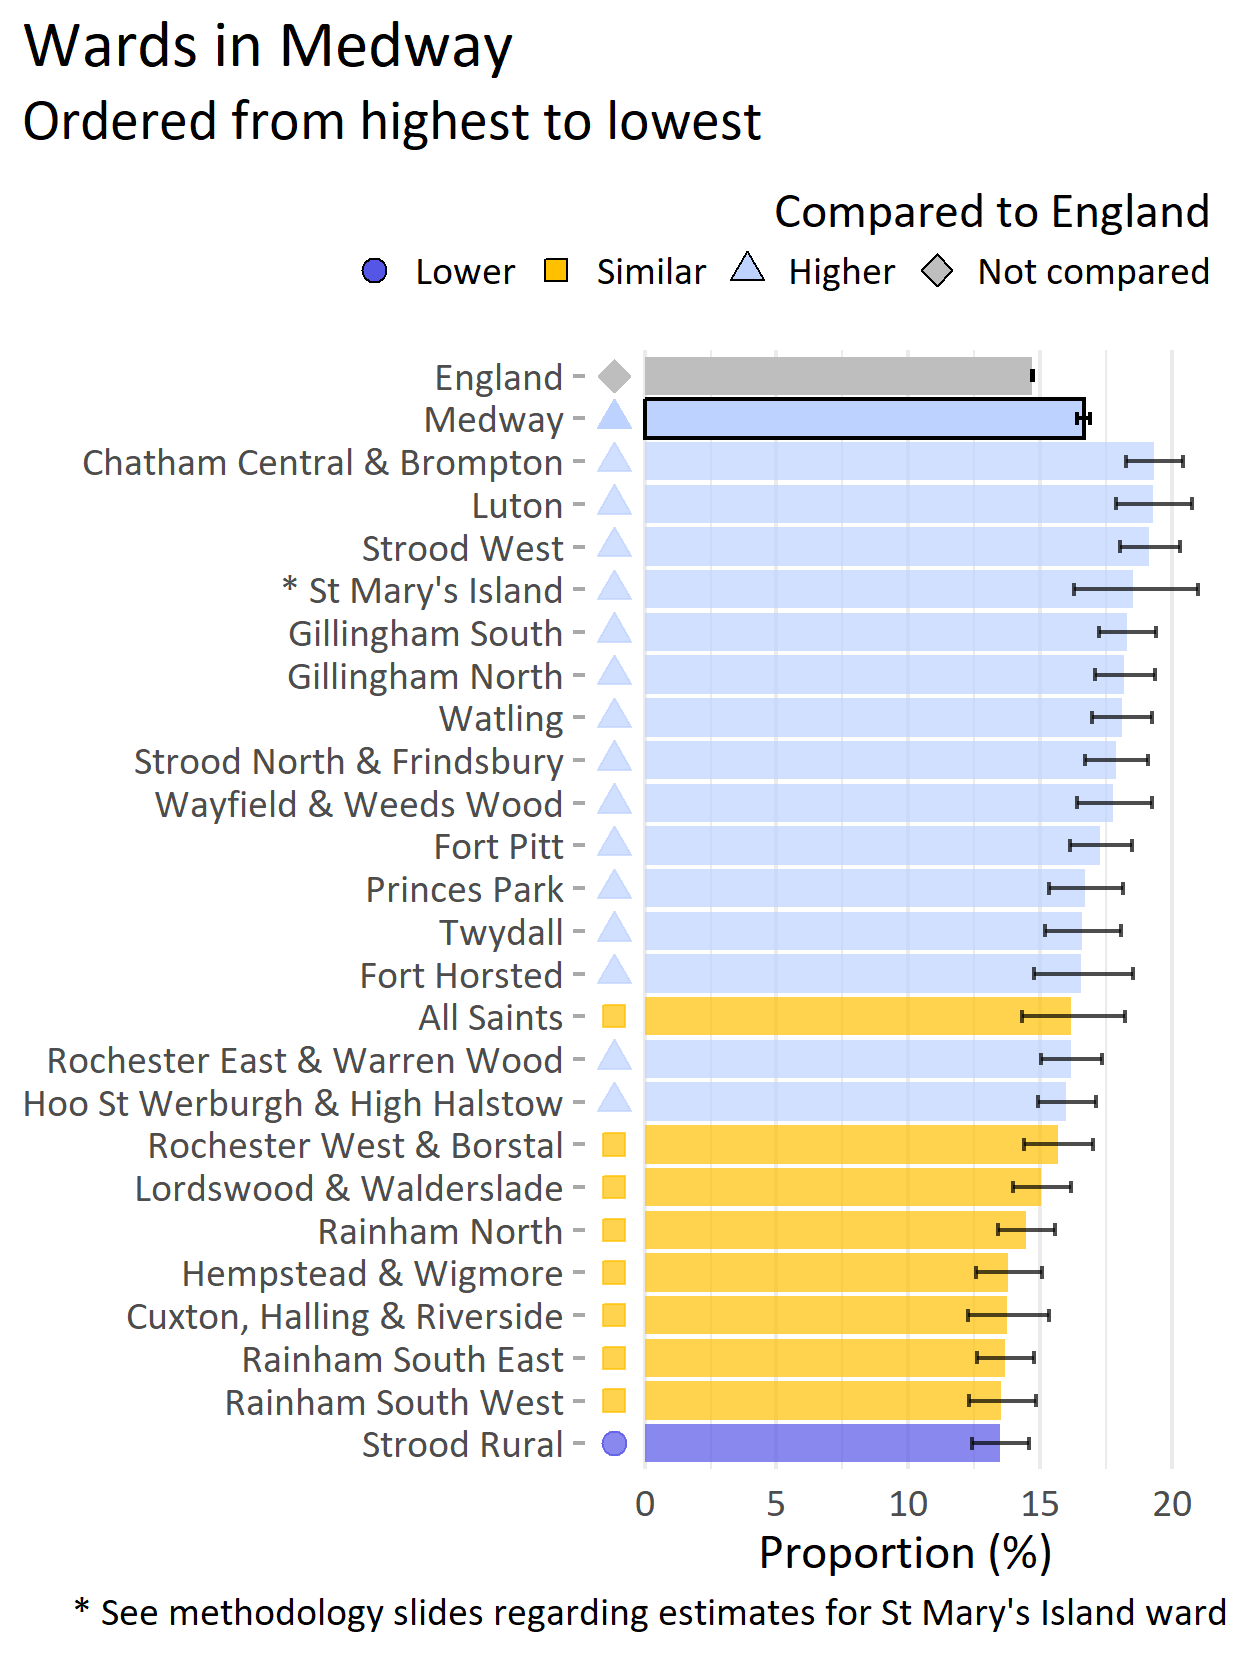 Wards in Medway
Ordered from highest to lowest
Compared to England
Lower Similar Higher Not compared
England
Medway
Chatham Central & Brompton
Luton
Strood West
* St Mary's Island
Gillingham South
Gillingham North
Watling
Strood North & Frindsbury
Wayfield & Weeds Wood
Fort Pitt
Princes Park
Twydall
Fort Horsted
All Saints
Rochester East & Warren Wood
Hoo St Werburgh & High Halstow
Rochester West & Borstal
Lordswood & Walderslade
Rainham North
Hempstead & Wigmore
Cuxton, Halling & Riverside
Rainham South East
Rainham South West
Strood Rural
0 5 10 15 20
Proportion (%)
* See methodology slides regarding estimates for St Mary's Island ward